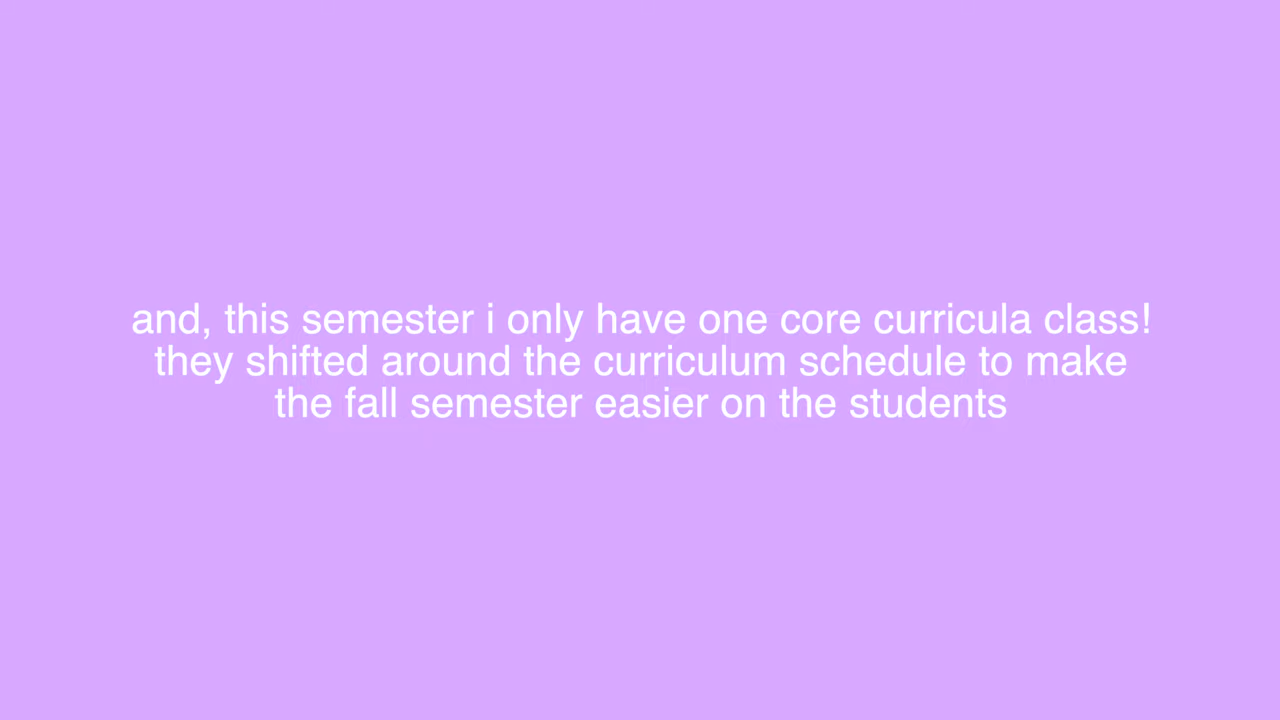 and, this semester i only have one core curricula class!
they shifted around the curriculum schedule to make
the fall semester easier on the students